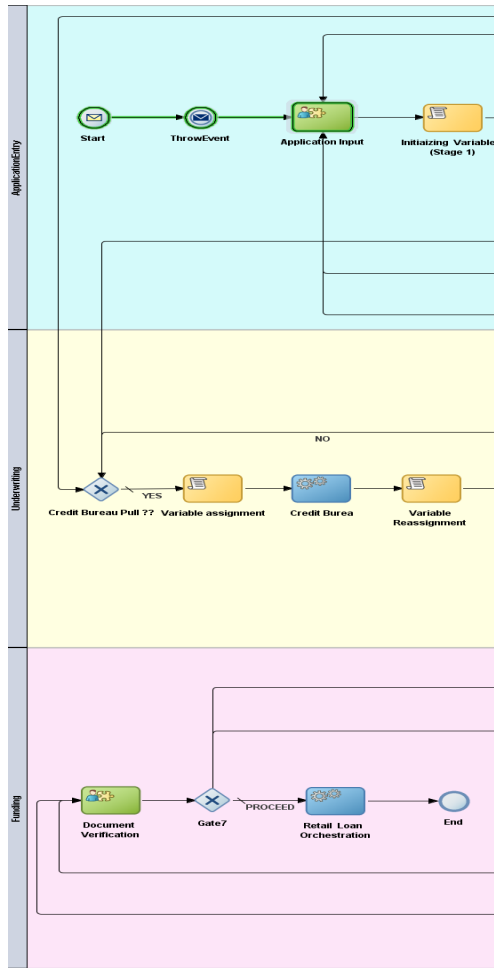 ApplicationEntry
Start
ThrowEvent
Application Input
Initiaizing Variable
(Stage 1)
Underwriting
NO
YES
Credit Bureau Pull ??
Variable assignment
Credit Burea
Variable
Reassignment
Funding
PROCEED
Document
Verification
Gate7
Retail Loan
Orchestration
End